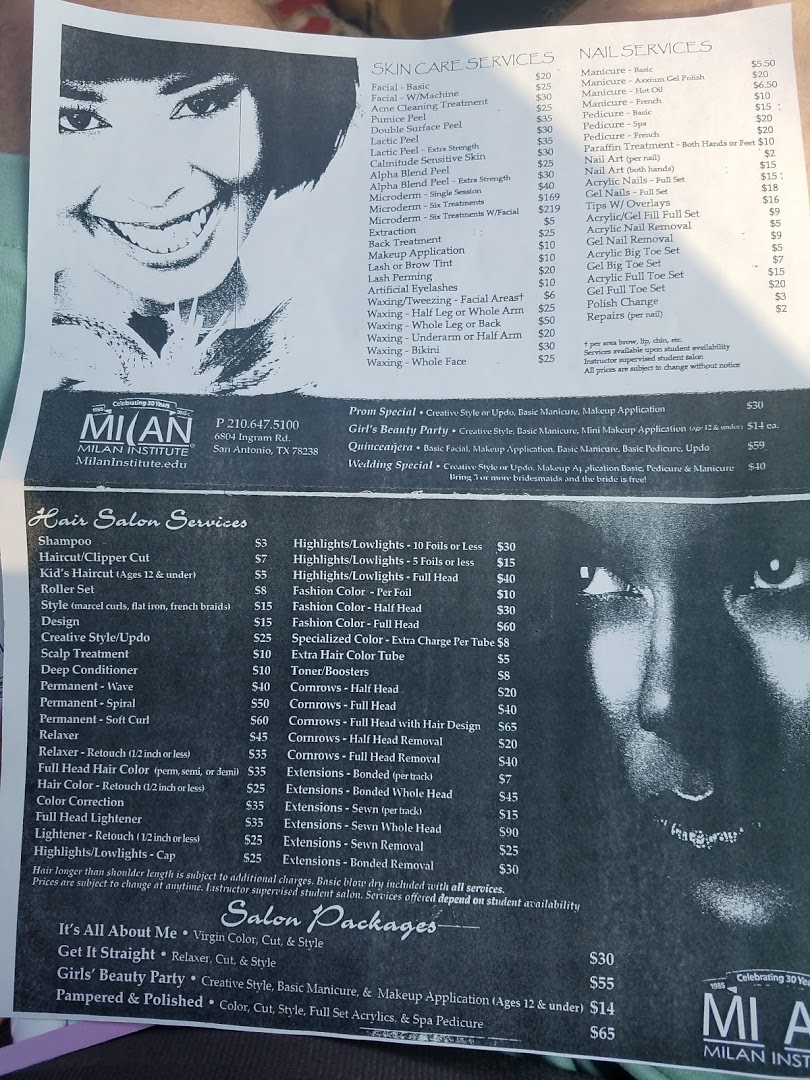 SKIN CARE SERVICES
Facial - Basic $20
Facial - W/Machine $25
Acne Cleaning Treatment $30
Pumice Peel $25
Double Surface Peel $35
Lactic Peel $30
Lactic Peel - Extra Strength $35
Calmitude Sensitive Skin $30
Alpha Blend Peel $25
Alpha Blend Peel - Extra Strength $30
Microderm - Single Session $40
Microderm - Six Treatments $169
Microderm - Six Treatments W/Facial $219
Extraction $5
Back Treatment $25
Makeup Application $10
Lash or Brow Tint $10
Lash Perming $20
Artificial Eyelashes $10
Waxing/Tweezing - Facial Areas† $6
Waxing - Half Leg or Whole Arm $25
Waxing - Whole Leg or Back $50
Waxing - Underarm or Half Arm $20
Waxing - Bikini $30
Waxing - Whole Face $25
NAIL SERVICES
Manicure - Basic $5.50
Manicure - Axxium Gel Polish $20
Manicure - Hot Oil $6.50
Manicure - French $10
Pedicure - Basic $15
Pedicure - Spa $20
Pedicure - French $20
Paraffin Treatment - Both Hands or Feet $10
Nail Art (per nail) $2
Nail Art (both hands) $15
Acrylic Nails - Full Set $15
Gel Nails - Full Set $18
Tips W/ Overlays $16
Acrylic/Gel Fill Full Set $9
Acrylic Nail Removal $5
Gel Nail Removal $9
Acrylic Big Toe Set $5
Gel Big Toe Set $7
Acrylic Full Toe Set $15
Gel Full Toe Set $20
Polish Change $3
Repairs (per nail) $2
† per area brow, lip, chin, etc.
Services available upon student availability
Instructor supervised student salon
All prices are subject to change without notice
Celebrating 30 Years
1985
MILAN
MILAN INSTITUTE
MilanInstitute.edu
P 210.647.5100
6804 Ingram Rd.
San Antonio, TX 78238
Prom Special • Creative Style or Updo, Basic Manicure, Makeup Application $30
Girl's Beauty Party • Creative Style, Basic Manicure, Mini Makeup Application (age 12 & under) $14 ea.
Quinceañera • Basic Facial, Makeup Application, Basic Manicure, Basic Pedicure, Updo $59
Wedding Special • Creative Style or Updo, Makeup Application Basic, Pedicure & Manicure $40
Bring 3 or more bridesmaids and the bride is free!
Hair Salon Services
Shampoo $3
Haircut/Clipper Cut $7
Kid's Haircut (Ages 12 & under) $5
Roller Set $8
Style (marcel curls, flat iron, french braids) $15
Design $15
Creative Style/Updo $25
Scalp Treatment $10
Deep Conditioner $10
Permanent - Wave $40
Permanent - Spiral $50
Permanent - Soft Curl $60
Relaxer $45
Relaxer - Retouch (1/2 inch or less) $35
Full Head Hair Color (perm, semi, or demi) $35
Hair Color - Retouch (1/2 inch or less) $25
Color Correction $35
Full Head Lightener $35
Lightener - Retouch (1/2 inch or less) $25
Highlights/Lowlights - Cap $25
Highlights/Lowlights - 10 Foils or Less $30
Highlights/Lowlights - 5 Foils or less $15
Highlights/Lowlights - Full Head $40
Fashion Color - Per Foil $10
Fashion Color - Half Head $30
Fashion Color - Full Head $60
Specialized Color - Extra Charge Per Tube $8
Extra Hair Color Tube $5
Toner/Boosters $8
Cornrows - Half Head $20
Cornrows - Full Head $40
Cornrows - Full Head with Hair Design $65
Cornrows - Half Head Removal $20
Cornrows - Full Head Removal $40
Extensions - Bonded (per track) $7
Extensions - Bonded Whole Head $45
Extensions - Sewn (per track) $15
Extensions - Sewn Whole Head $90
Extensions - Sewn Removal $25
Extensions - Bonded Removal $30
Hair longer than shoulder length is subject to additional charges. Basic blow dry included with all services.
Prices are subject to change at anytime. Instructor supervised student salon. Services offered depend on student availability
Salon Packages
It's All About Me • Virgin Color, Cut, & Style $30
Get It Straight • Relaxer, Cut, & Style $55
Girls' Beauty Party • Creative Style, Basic Manicure, & Makeup Application (Ages 12 & under) $14
Pampered & Polished • Color, Cut, Style, Full Set Acrylics, & Spa Pedicure $65
Celebrating 30 Yea
1985
MI A
MILAN INST